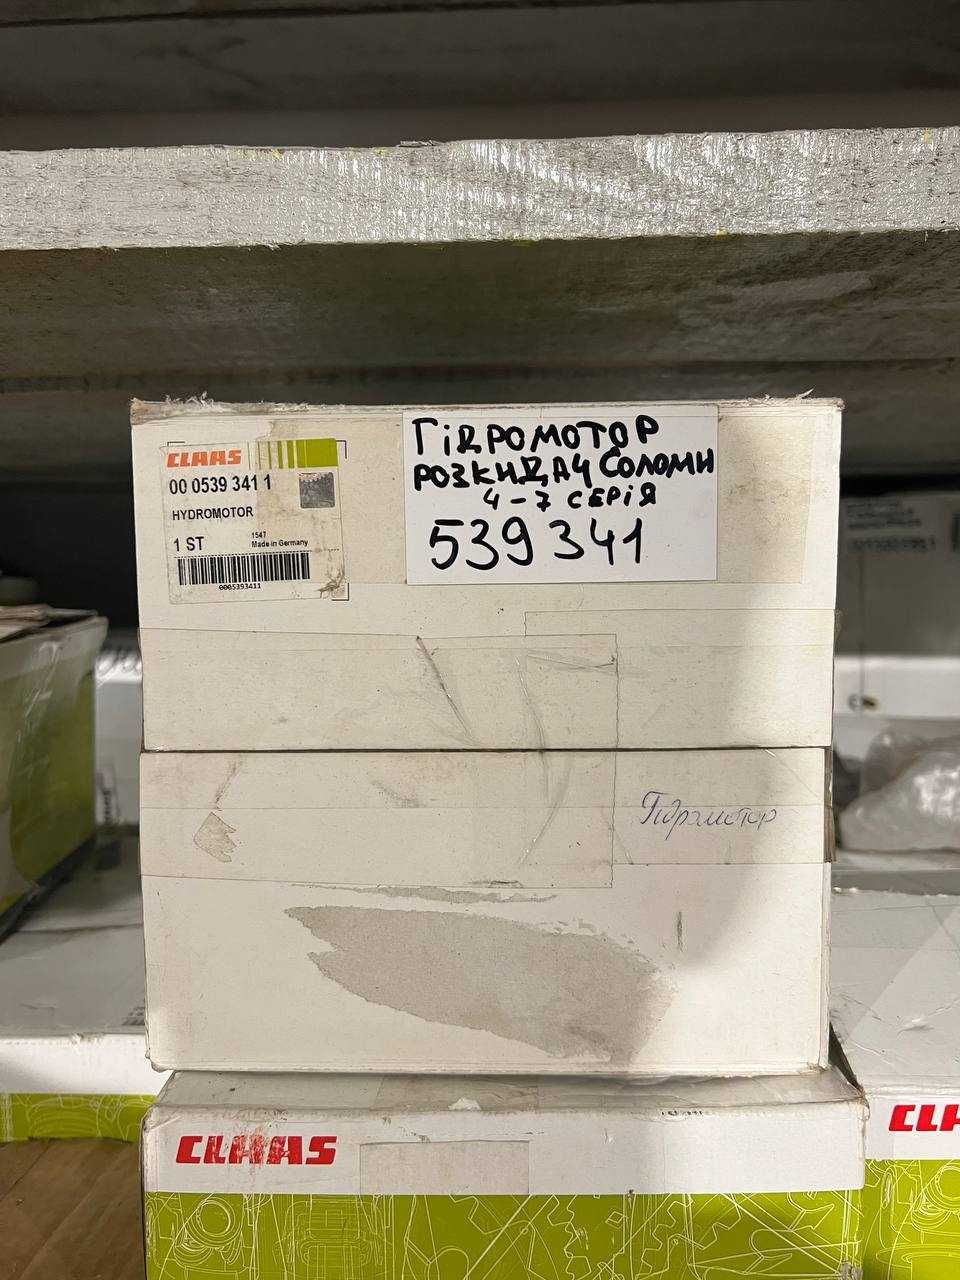 CLAAS
00 0539 341 1
HYDROMOTOR
1 ST
1547
Made in Germany
0005393411
ГІДРОМОТОР
РОЗКИДАЧ СОЛОМИ
4-7 СЕРІЯ
539 341
Гідромотор
CLAAS
CLA